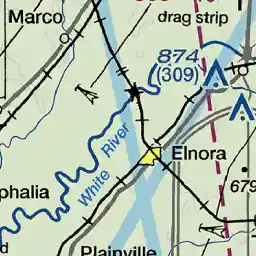 Marco
drag strip
874
(309)
River
White
Elnora
phalia
679
d
Plainville